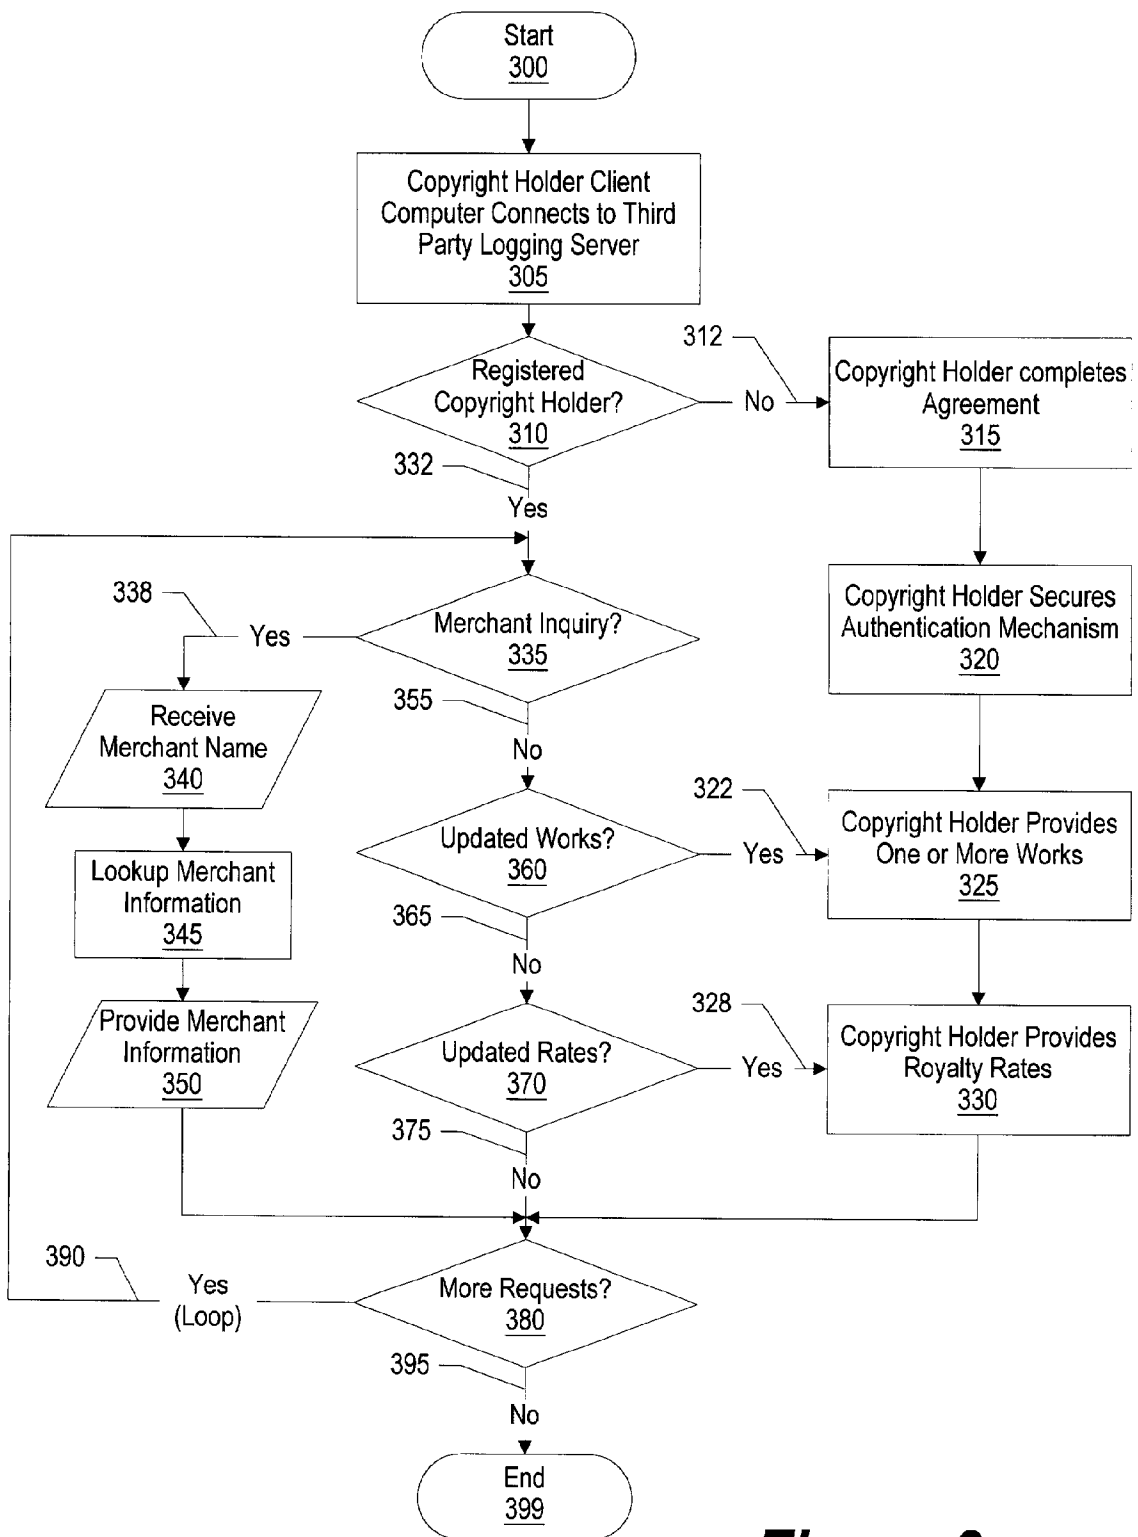 Start
300
Copyright Holder Client
Computer Connects to Third
Party Logging Server
305
Registered
Copyright Holder?
310
312
No
Copyright Holder completes
Agreement
315
332
Yes
338
Yes
Merchant Inquiry?
335
Copyright Holder Secures
Authentication Mechanism
320
355
No
Receive
Merchant Name
340
322
Updated Works?
360
Yes
Copyright Holder Provides
One or More Works
325
Lookup Merchant
Information
345
365
No
328
Provide Merchant
Information
350
Updated Rates?
370
Yes
Copyright Holder Provides
Royalty Rates
330
375
No
390
Yes
(Loop)
More Requests?
380
395
No
End
399